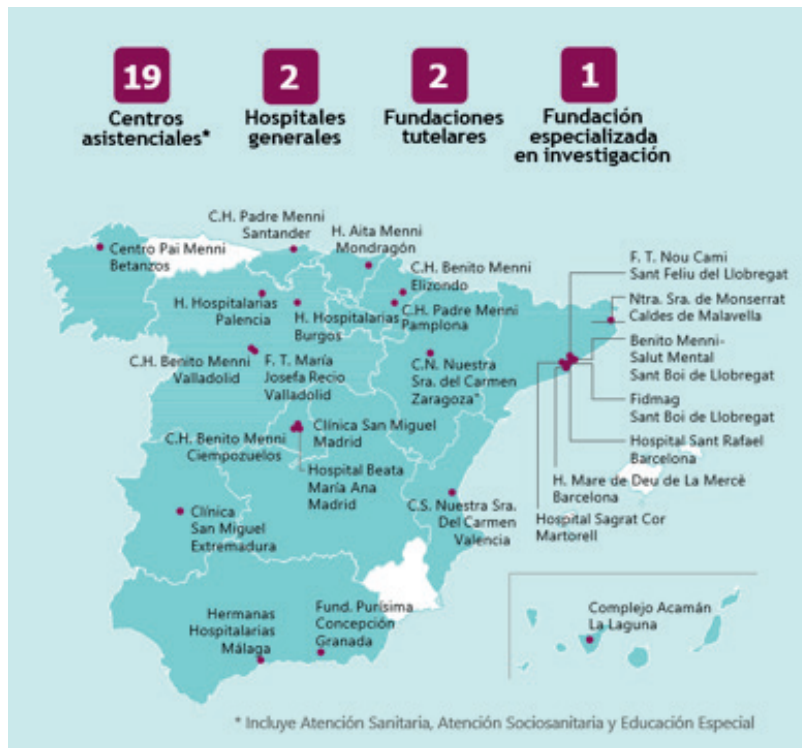 19
Centros
asistenciales*
2
Hospitales
generales
2
Fundaciones
tutelares
1
Fundación
especializada
en investigación
C.H. Padre Menni
Santander
H. Aita Menni
Mondragón
Centro Pai Menni
Betanzos
C.H. Benito Menni
Elizondo
F. T. Nou Cami
Sant Feliu del Llobregat
H. Hospitalarias
Palencia
H. Hospitalarias
Burgos
C.H. Padre Menni
Pamplona
Ntra. Sra. de Monserrat
Caldes de Malavella
C.H. Benito Menni
Valladolid
F. T. María
Josefa Recio
Valladolid
C.N. Nuestra
Sra. del Carmen
Zaragoza*
Benito Menni-
Salut Mental
Sant Boi de Llobregat
Fidmag
Sant Boi de Llobregat
C.H. Benito Menni
Ciempozuelos
Clínica San Miguel
Madrid
Hospital Sant Rafael
Barcelona
Hospital Beata
María Ana
Madrid
H. Mare de Deu de La Mercè
Barcelona
Clínica
San Miguel
Extremadura
C.S. Nuestra Sra.
Del Carmen
Valencia
Hospital Sagrat Cor
Martorell
Hermanas
Hospitalarias
Málaga
Fund. Purísima
Concepción
Granada
Complejo Acamán
La Laguna
* Incluye Atención Sanitaria, Atención Sociosanitaria y Educación Especial